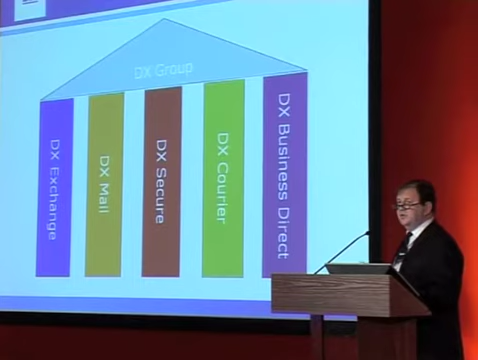 DX Group
DX Exchange
DX Mail
DX Secure
DX Courier
DX Business Direct